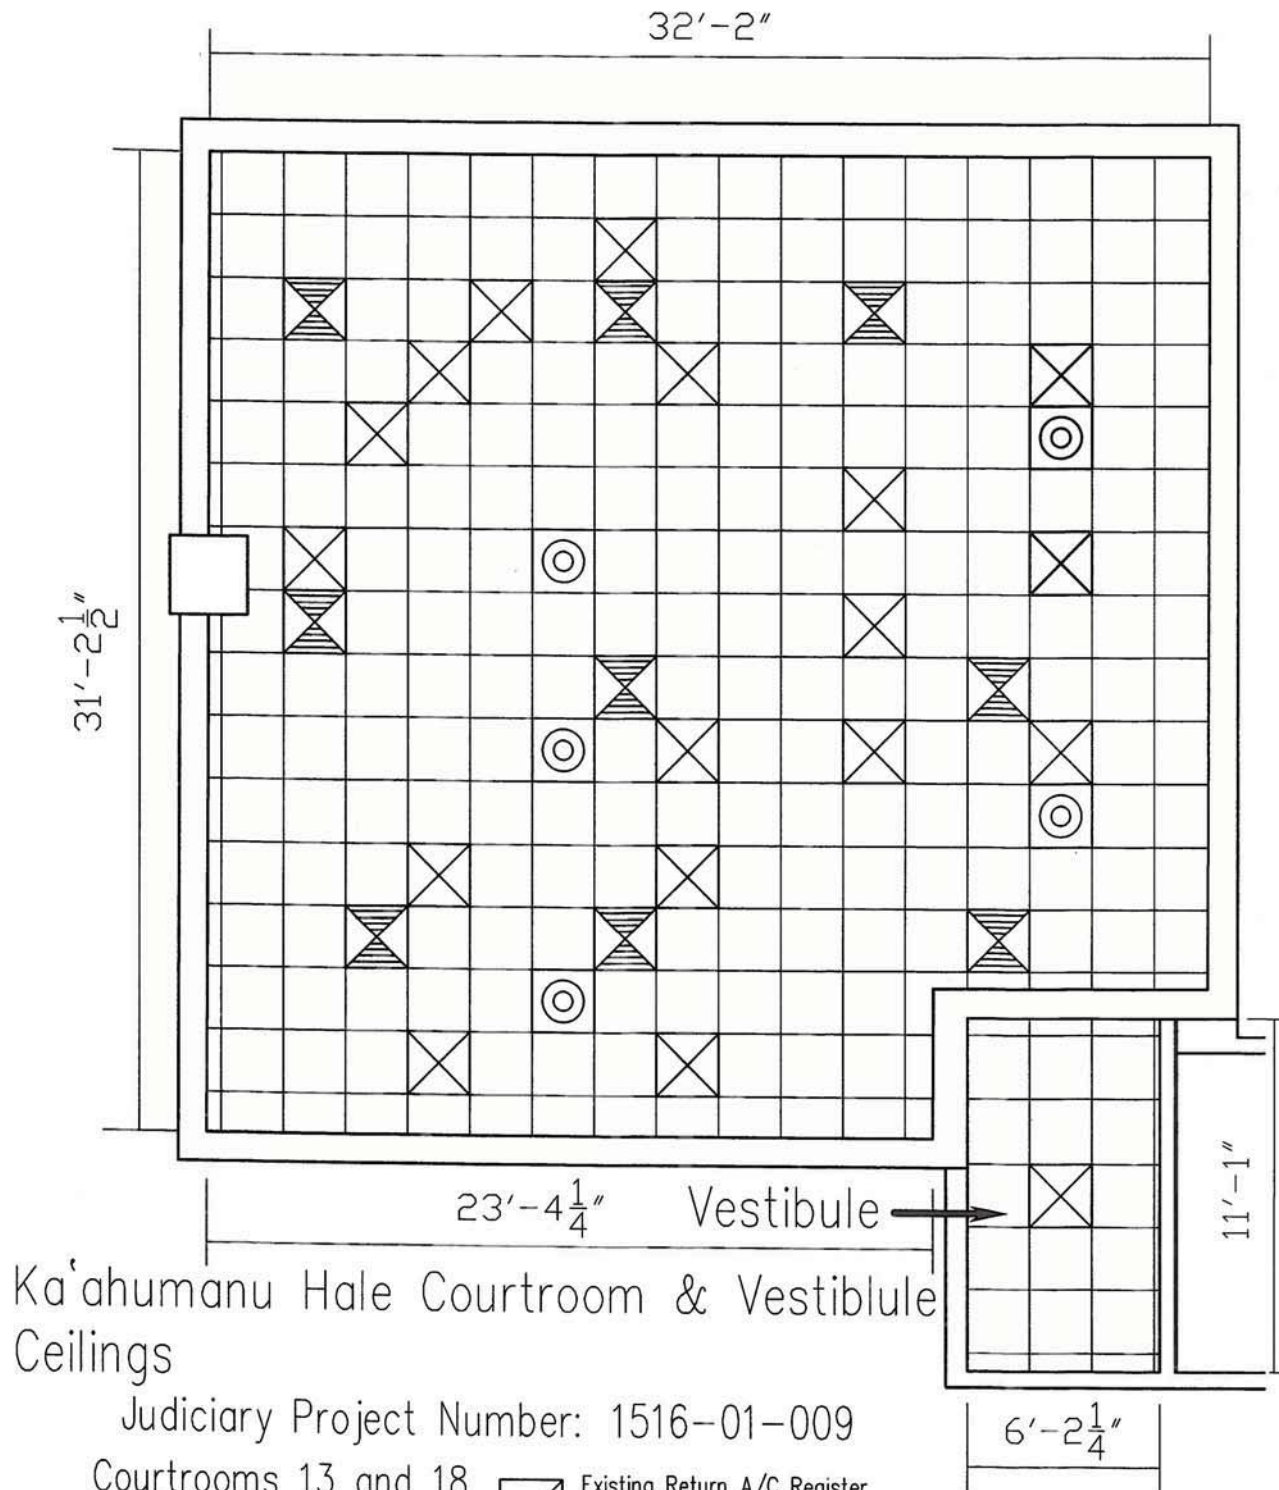 32'-2"
31'-2½"
23'-4¼"
Vestibule
11'-1"
Ka'ahumanu Hale Courtroom & Vestiblule
Ceilings
6'-2¼"
Judiciary Project Number: 1516-01-009
Courtrooms 13 and 18
Existing Return A/C Register